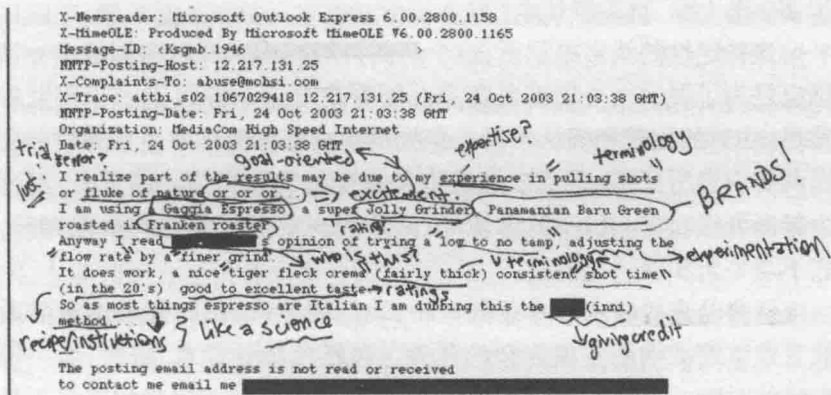 X-Newsreader: Microsoft Outlook Express 6.00.2800.1158
X-MimeOLE: Produced By Microsoft MimeOLE V6.00.2800.1165
Message-ID: <Ksgmb.1946
NNTP-Posting-Host: 12.217.131.25
X-Complaints-To: abuse@mchsi.com
X-Trace: attbi_s02 1067029418 12.217.131.25 (Fri, 24 Oct 2003 21:03:38 GMT)
NNTP-Posting-Date: Fri, 24 Oct 2003 21:03:38 GMT
Organization: MediaCom High Speed Internet
Date: Fri, 24 Oct 2003 21:03:38 GMT
trial
error?
luck
goal-oriented
expertise?
terminology
I realize part of the results may be due to my experience in pulling shots
or fluke of nature or or or.
excitement.
BRANDS!
I am using a Gaggia Espresso a super Jolly Grinder Panamanian Baru Green
roasted in Franken roaster
rating
Anyway I read s opinion of trying a low to no tamp, adjusting the
flow rate by a finer grind.
who is this?
terminology
experimentation
It does work, a nice tiger fleck crema (fairly thick) consistent shot time
(in the 20's) good to excellent taste
ratings
So as most things espresso are Italian I am dubbing this the (inni)
method.
recipe/instructions ? Like a science
giving credit
The posting email address is not read or received
to contact me email me